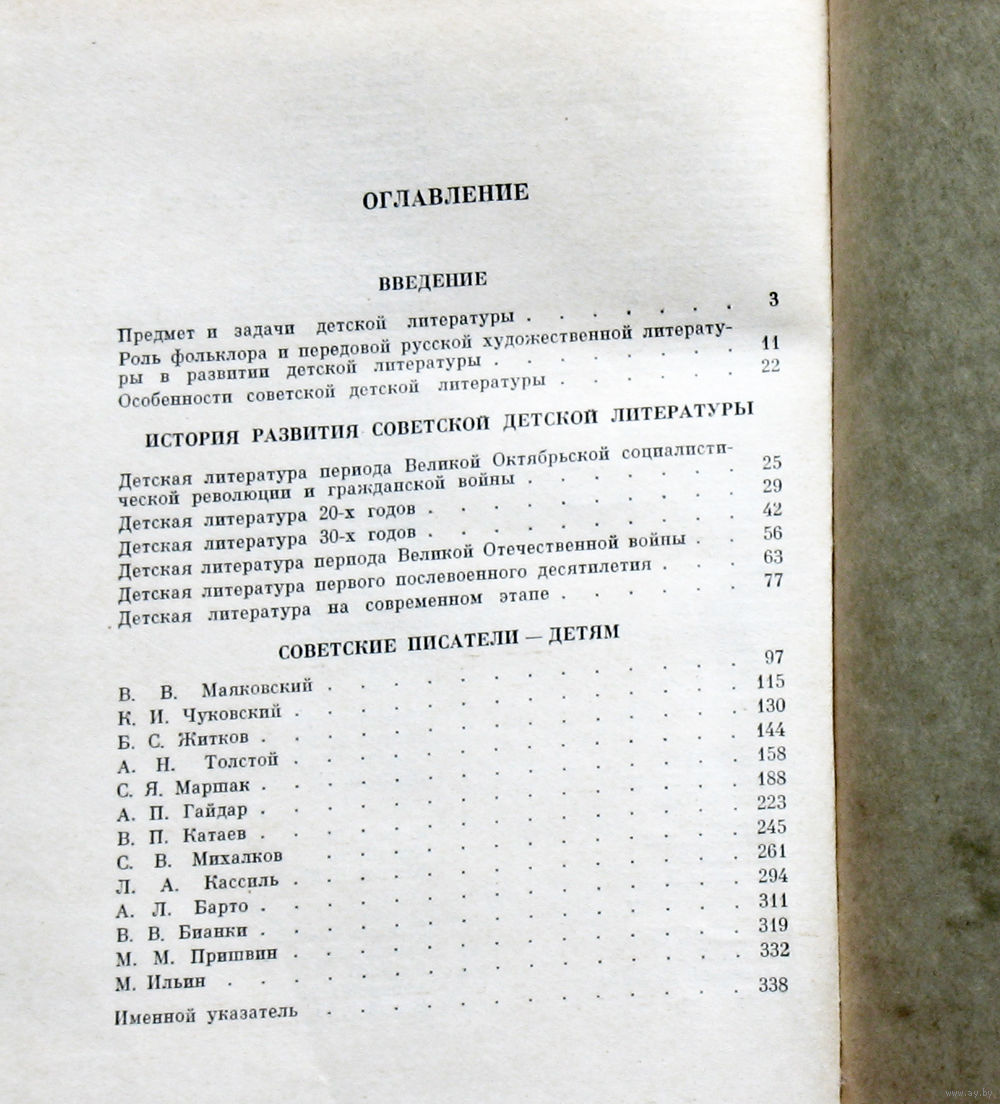 ОГЛАВЛЕНИЕ
ВВЕДЕНИЕ
Предмет и задачи детской литературы . . . . . . . 3
Роль фольклора и передовой русской художественной литерату-
ры в развитии детской литературы . . . . . . . 11
Особенности советской детской литературы . . . . . . 22
ИСТОРИЯ РАЗВИТИЯ СОВЕТСКОЙ ДЕТСКОЙ ЛИТЕРАТУРЫ
Детская литература периода Великой Октябрьской социалисти-
ческой революции и гражданской войны . . . . . . 25
Детская литература 20-х годов . . . . . . . . . 29
Детская литература 30-х годов . . . . . . . . . 42
Детская литература периода Великой Отечественной войны . . 56
Детская литература первого послевоенного десятилетия . . . 63
Детская литература на современном этапе . . . . . . 77
СОВЕТСКИЕ ПИСАТЕЛИ — ДЕТЯМ
В. В. Маяковский . . . . . . . . . . . . 97
К. И. Чуковский . . . . . . . . . . . . . 115
Б. С. Житков . . . . . . . . . . . . . . 130
А. Н. Толстой . . . . . . . . . . . . . 144
С. Я. Маршак . . . . . . . . . . . . . . 158
А. П. Гайдар . . . . . . . . . . . . . . 188
В. П. Катаев . . . . . . . . . . . . . . 223
С. В. Михалков . . . . . . . . . . . . 245
Л. А. Кассиль . . . . . . . . . . . . . 261
А. Л. Барто . . . . . . . . . . . . . . 294
В. В. Бианки . . . . . . . . . . . . . . 311
М. М. Пришвин . . . . . . . . . . . . . 319
М. Ильин . . . . . . . . . . . . . . . 332
Именной указатель . . . . . . . . . . . . 338
www.ay.by